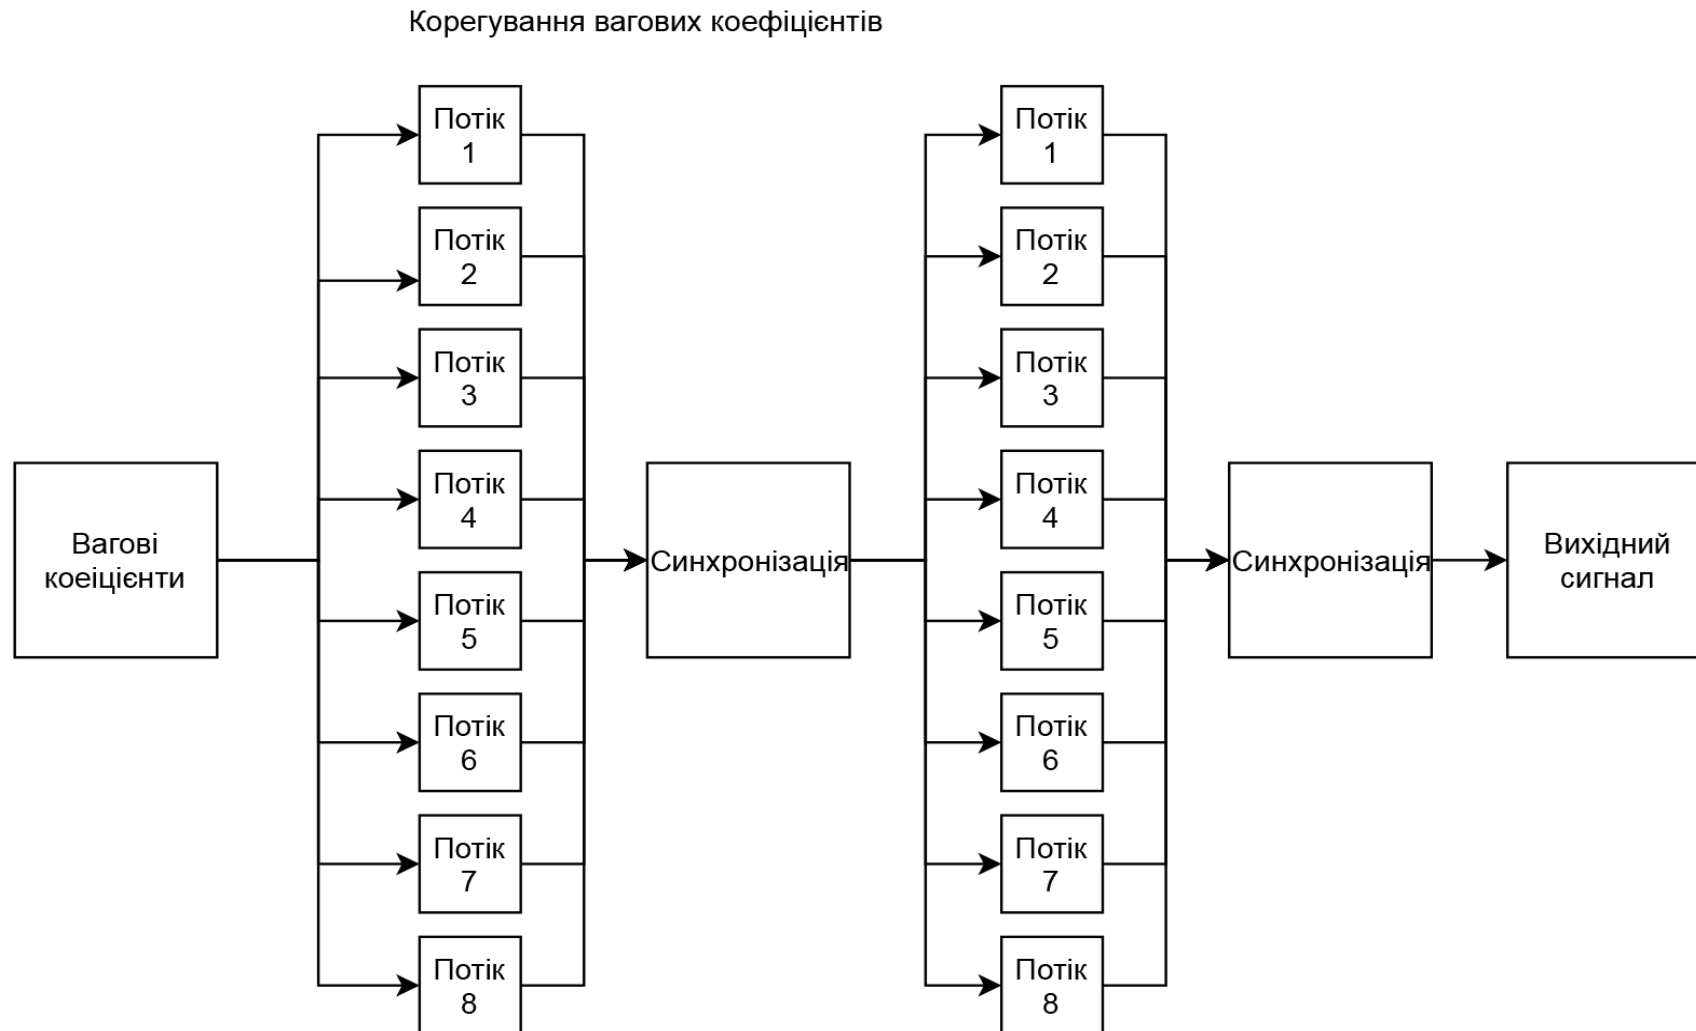 Корегування вагових коефіцієнтів
Вагові
коеіцієнти
Потік
1
Потік
2
Потік
3
Потік
4
Потік
5
Потік
6
Потік
7
Потік
8
Синхронізація
Потік
1
Потік
2
Потік
3
Потік
4
Потік
5
Потік
6
Потік
7
Потік
8
Синхронізація
Вихідний
сигнал